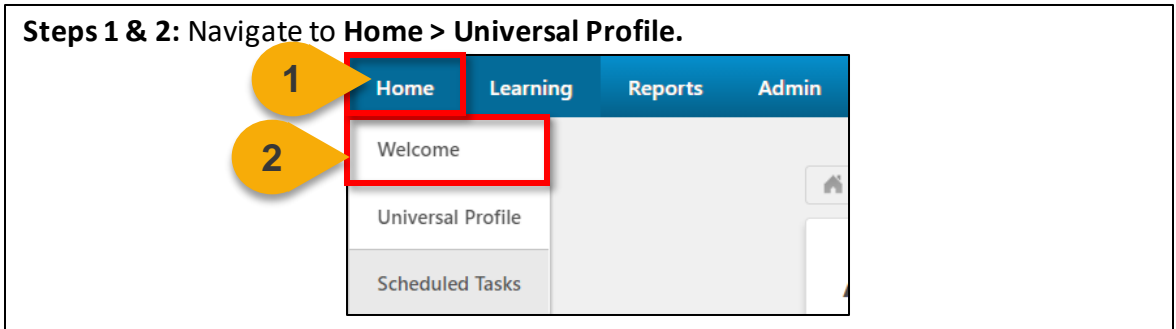 Steps 1 & 2: Navigate to Home > Universal Profile.
1
Home Learning Reports Admin
2
Welcome
Universal Profile
Scheduled Tasks